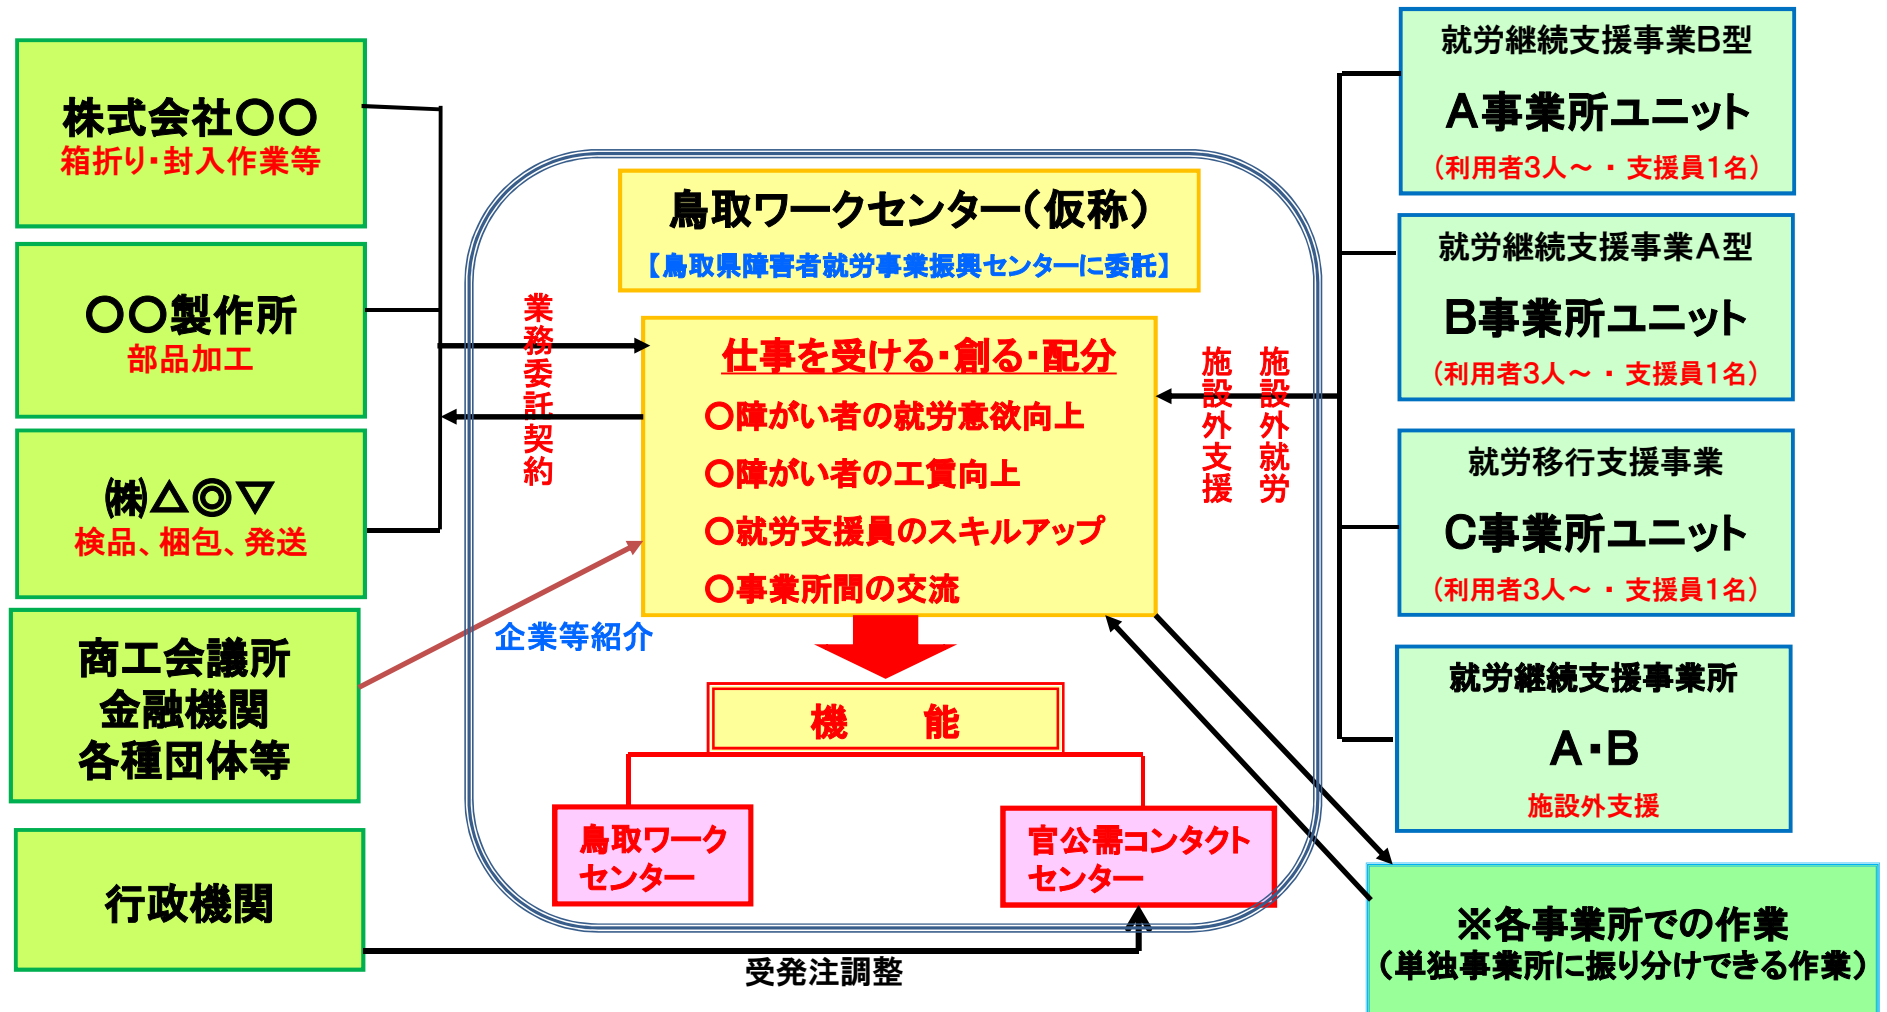 株式会社〇〇
箱折り・封入作業等
〇〇製作所
部品加工
㈱△◎▽
検品、梱包、発送
商工会議所
金融機関
各種団体等
行政機関
鳥取ワークセンター（仮称）
【鳥取県障害者就労事業振興センターに委託】
業務委託契約
仕事を受ける・創る・配分
〇障がい者の就労意欲向上
〇障がい者の工賃向上
〇就労支援員のスキルアップ
〇事業所間の交流
企業等紹介
機　能
鳥取ワーク
センター
官公需コンタクト
センター
受発注調整
施設外就労
施設外支援
就労継続支援事業B型
A事業所ユニット
（利用者3人～・支援員1名）
就労継続支援事業A型
B事業所ユニット
（利用者3人～・支援員1名）
就労移行支援事業
C事業所ユニット
（利用者3人～・支援員1名）
就労継続支援事業所
A・B
施設外支援
※各事業所での作業
（単独事業所に振り分けできる作業）